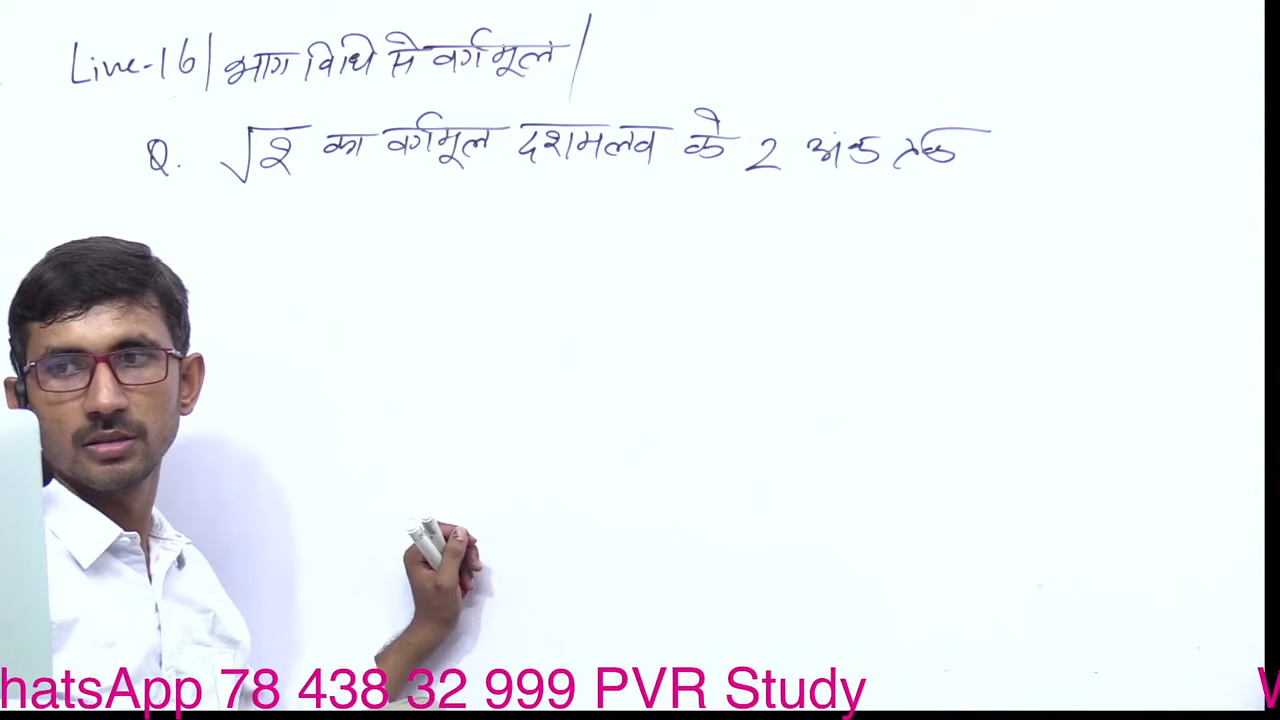 Live-16| भाग विधि से वर्गमूल|
Q. √2 का वर्गमूल दशमलव के 2 अंक तक
hatsApp 78 438 32 999 PVR Study